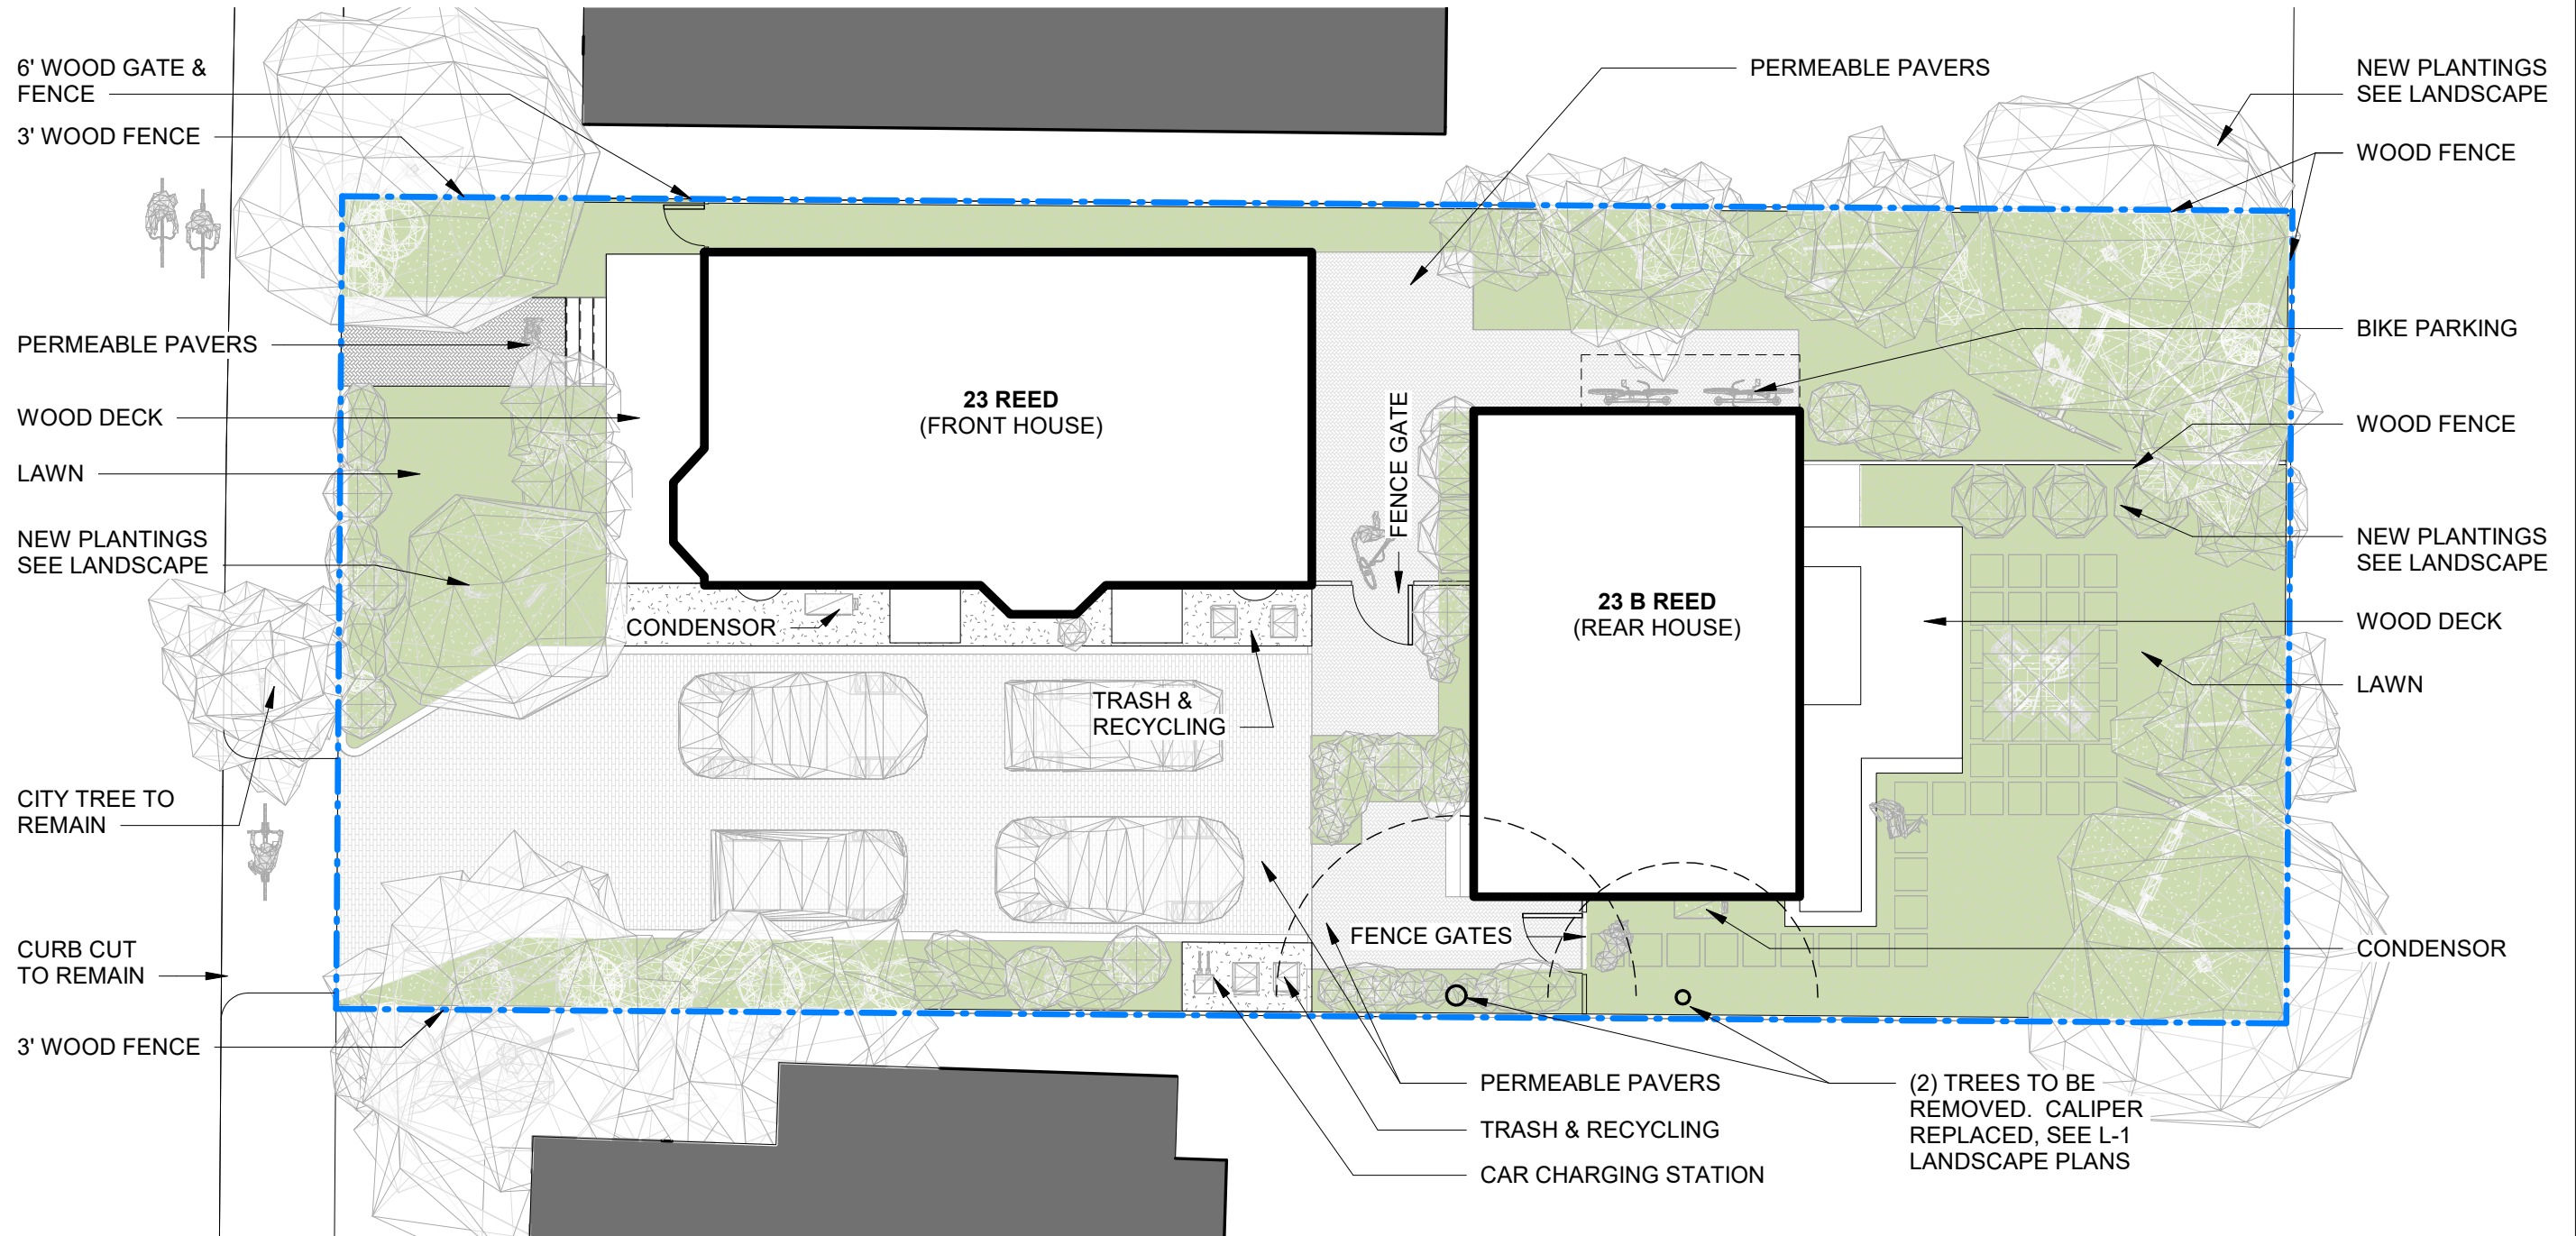 6' WOOD GATE &
FENCE
3' WOOD FENCE
PERMEABLE PAVERS
WOOD DECK
LAWN
NEW PLANTINGS
SEE LANDSCAPE
CITY TREE TO
REMAIN
CURB CUT
TO REMAIN
3' WOOD FENCE
23 REED
(FRONT HOUSE)
CONDENSOR
TRASH &
RECYCLING
FENCE GATE
23 B REED
(REAR HOUSE)
FENCE GATES
PERMEABLE PAVERS
TRASH & RECYCLING
CAR CHARGING STATION
(2) TREES TO BE
REMOVED. CALIPER
REPLACED, SEE L-1
LANDSCAPE PLANS
PERMEABLE PAVERS
NEW PLANTINGS
SEE LANDSCAPE
WOOD FENCE
BIKE PARKING
WOOD FENCE
NEW PLANTINGS
SEE LANDSCAPE
WOOD DECK
LAWN
CONDENSOR